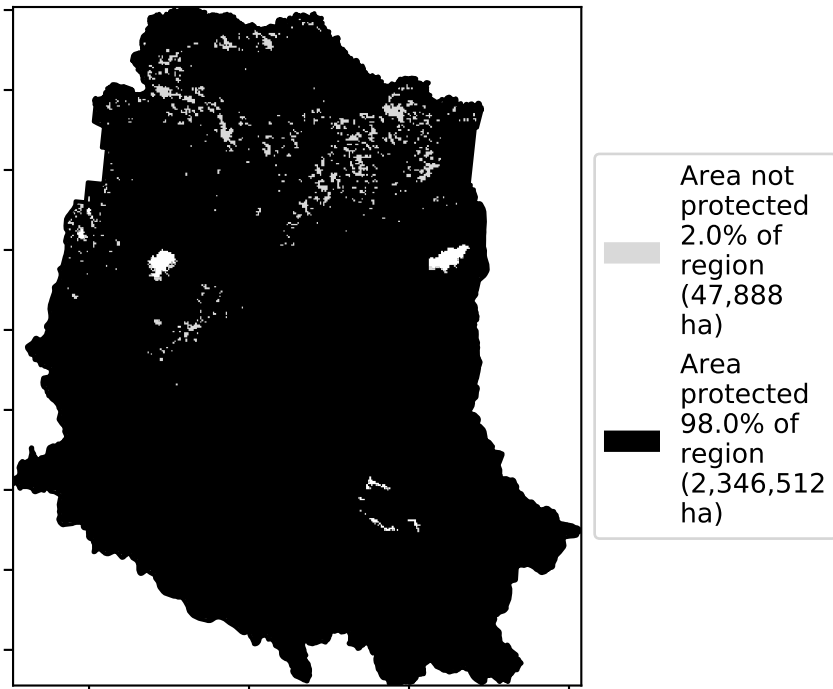 Area not
protected
2.0% of
region
(47,888
ha)
Area
protected
98.0% of
region
(2,346,512
ha)